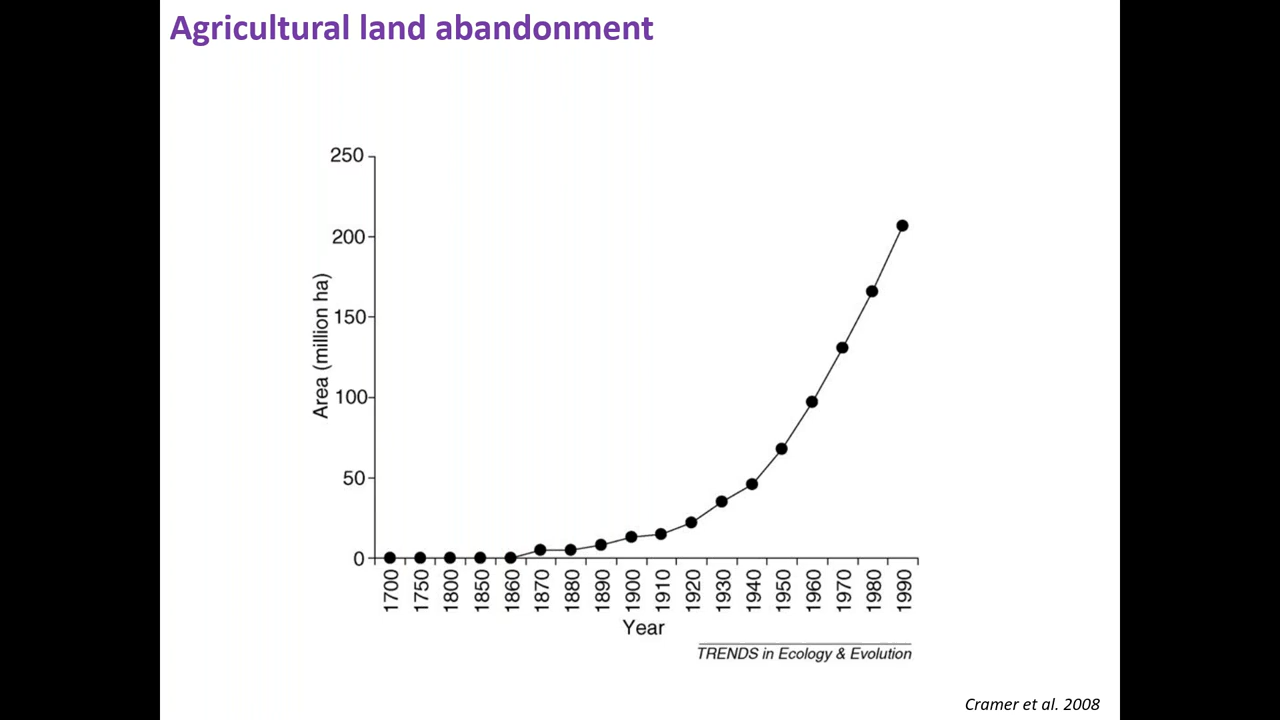 Agricultural land abandonment
250
200
150
100
50
0
Area (million ha)
1700 1750 1800 1850 1860 1870 1880 1890 1900 1910 1920 1930 1940 1950 1960 1970 1980 1990
Year
TRENDS in Ecology & Evolution
Cramer et al. 2008